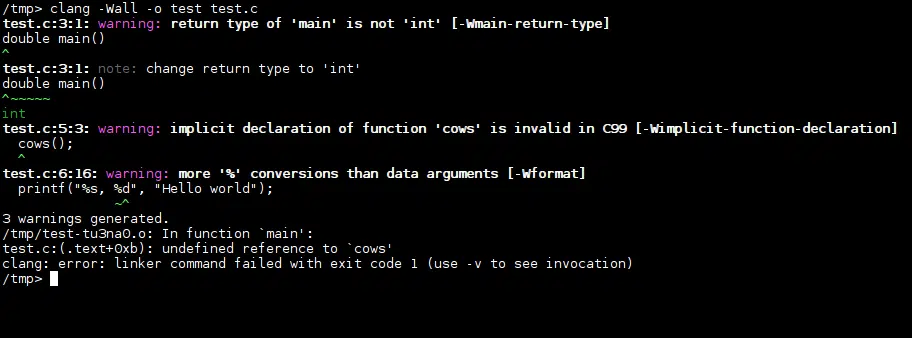 /tmp> clang -Wall -o test test.c
test.c:3:1: warning: return type of 'main' is not 'int' [-Wmain-return-type]
double main()
^
test.c:3:1: note: change return type to 'int'
double main()
^~~~~~
int
test.c:5:3: warning: implicit declaration of function 'cows' is invalid in C99 [-Wimplicit-function-declaration]
  cows();
  ^
test.c:6:16: warning: more '%' conversions than data arguments [-Wformat]
  printf("%s, %d", "Hello world");
              ~^
3 warnings generated.
/tmp/test-tu3na0.o: In function `main':
test.c:(.text+0xb): undefined reference to `cows'
clang: error: linker command failed with exit code 1 (use -v to see invocation)
/tmp>